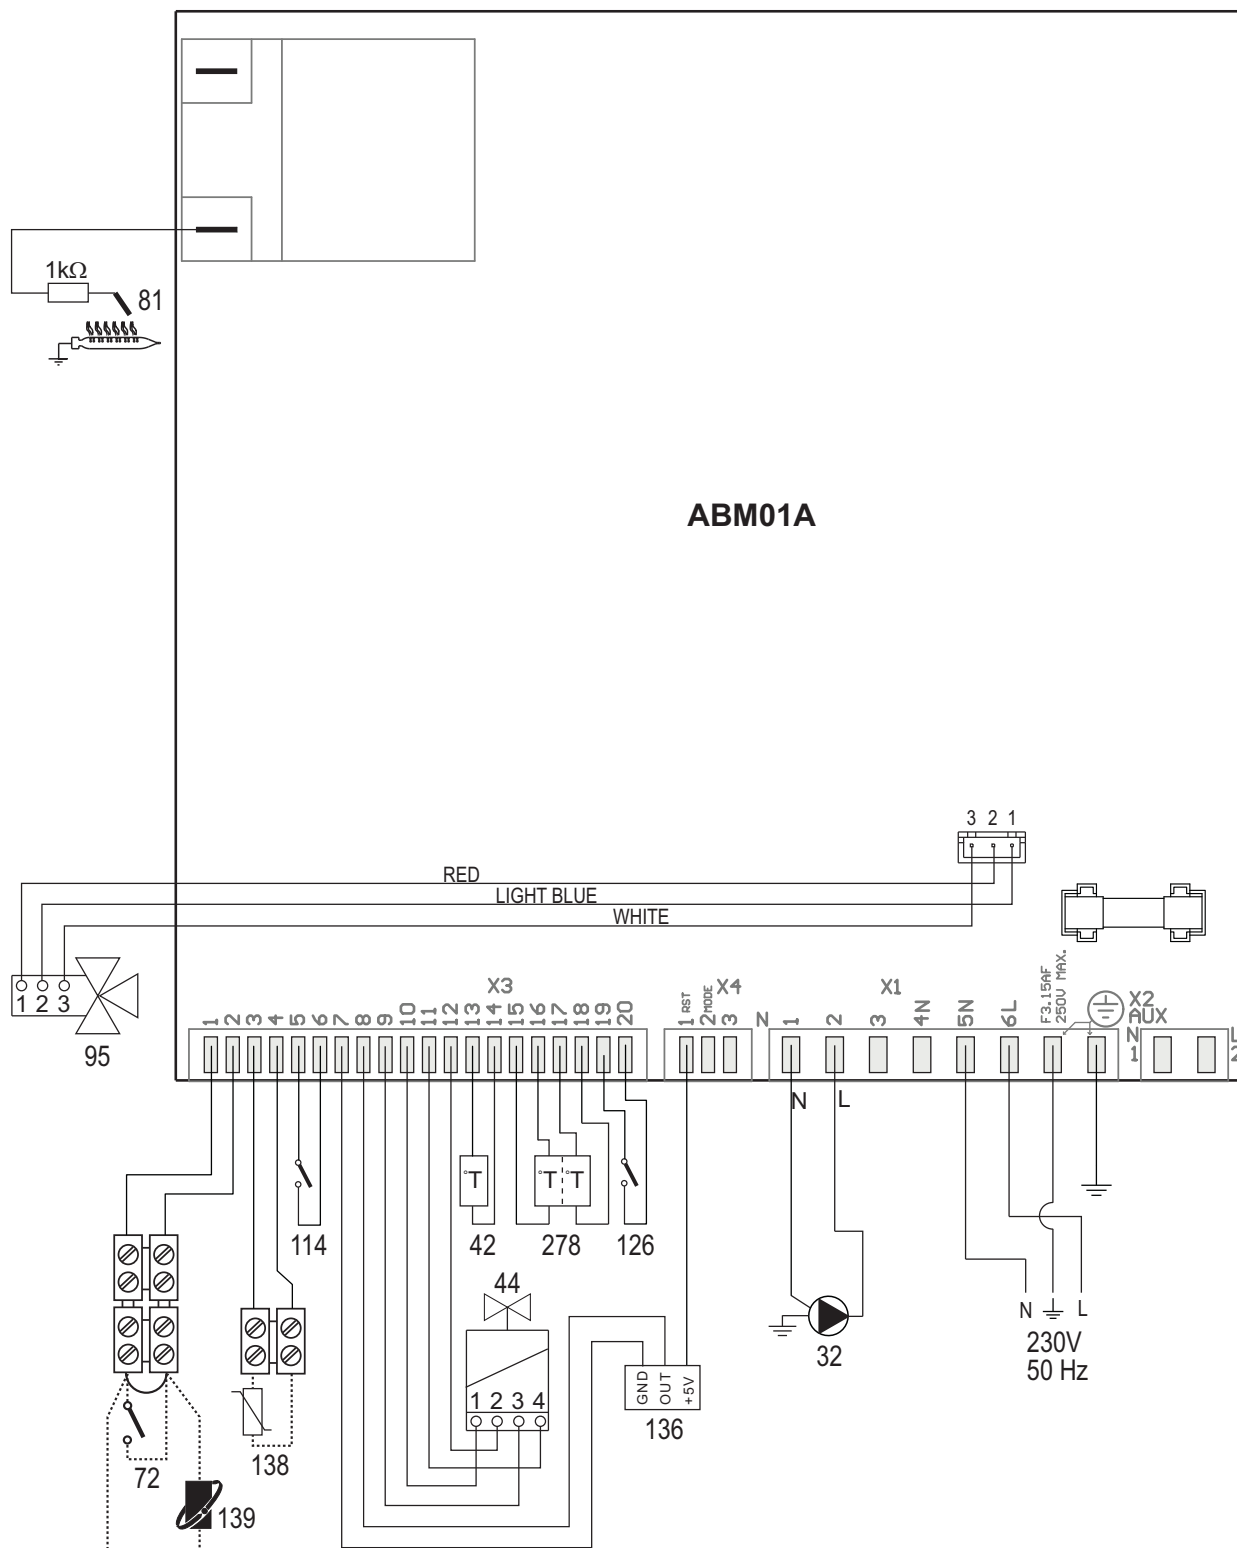 1kΩ
81
ABM01A
3 2 1
RED
LIGHT BLUE
WHITE
1 2 3
95
X3
1 2 3 4 5 6 7 8 9 10 11 12 13 14 15 16 17 18 19 20
X4
1 RST
2 MODE
3
N
X1
1 2 3 4N 5N 6L
F3.15AF
250V MAX.
X2
AUX
N
1
L
2
N L
°T
°T °T
114
42
278
126
44
1 2 3 4
GND
OUT
+5V
136
32
N L
230V
50 Hz
72
138
139